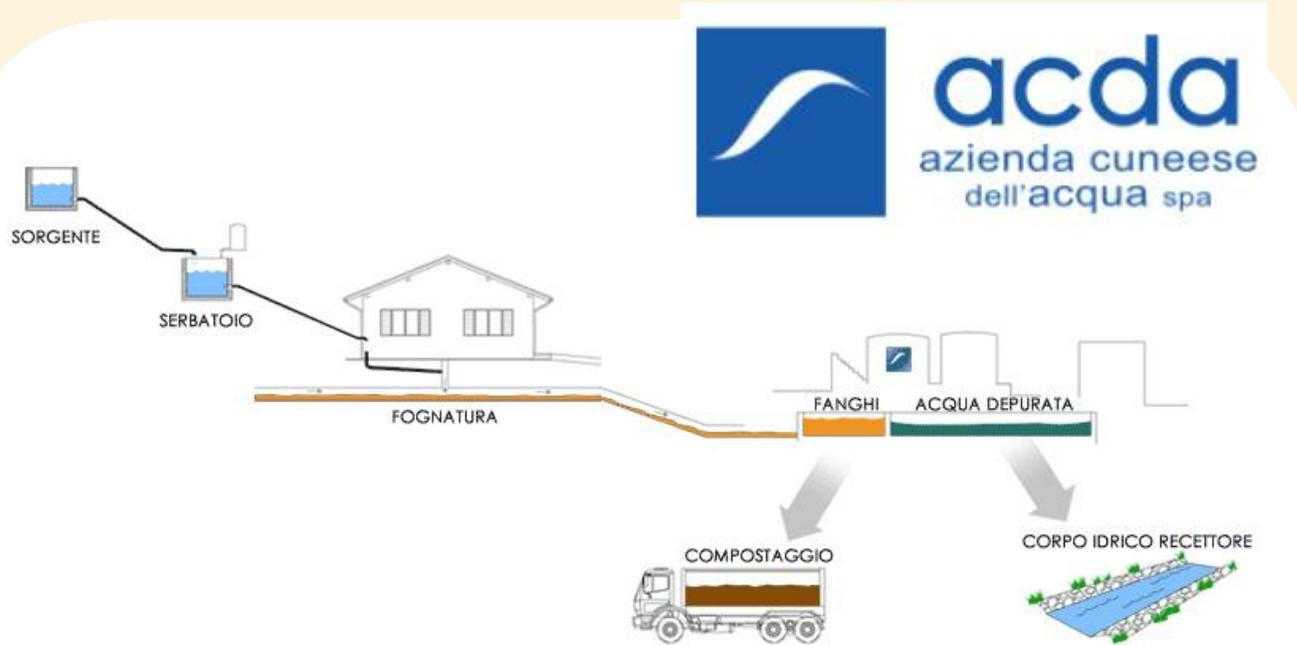 acda
azienda cuneese
dell'acqua spa
SORGENTE
SERBATOIO
FOGNATURA
FANGHI
ACQUA DEPURATA
COMPOSTAGGIO
CORPO IDRICO RECETTORE